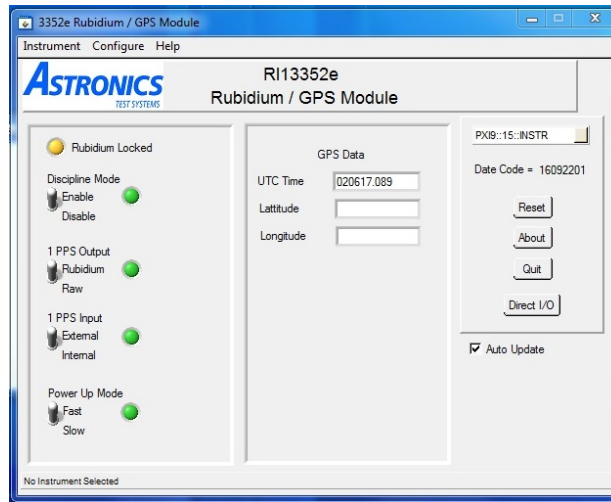 3352e Rubidium / GPS Module
Instrument Configure Help
ASTRONICS
TEST SYSTEMS
RI13352e
Rubidium / GPS Module
Rubidium Locked
Discipline Mode
Enable
Disable
1 PPS Output
Rubidium
Raw
1 PPS Input
External
Internal
Power Up Mode
Fast
Slow
GPS Data
UTC Time 020617.089
Lattitude
Longitude
PXI9::15::INSTR
Date Code = 16092201
Reset
About
Quit
Direct I/O
Auto Update
No Instrument Selected